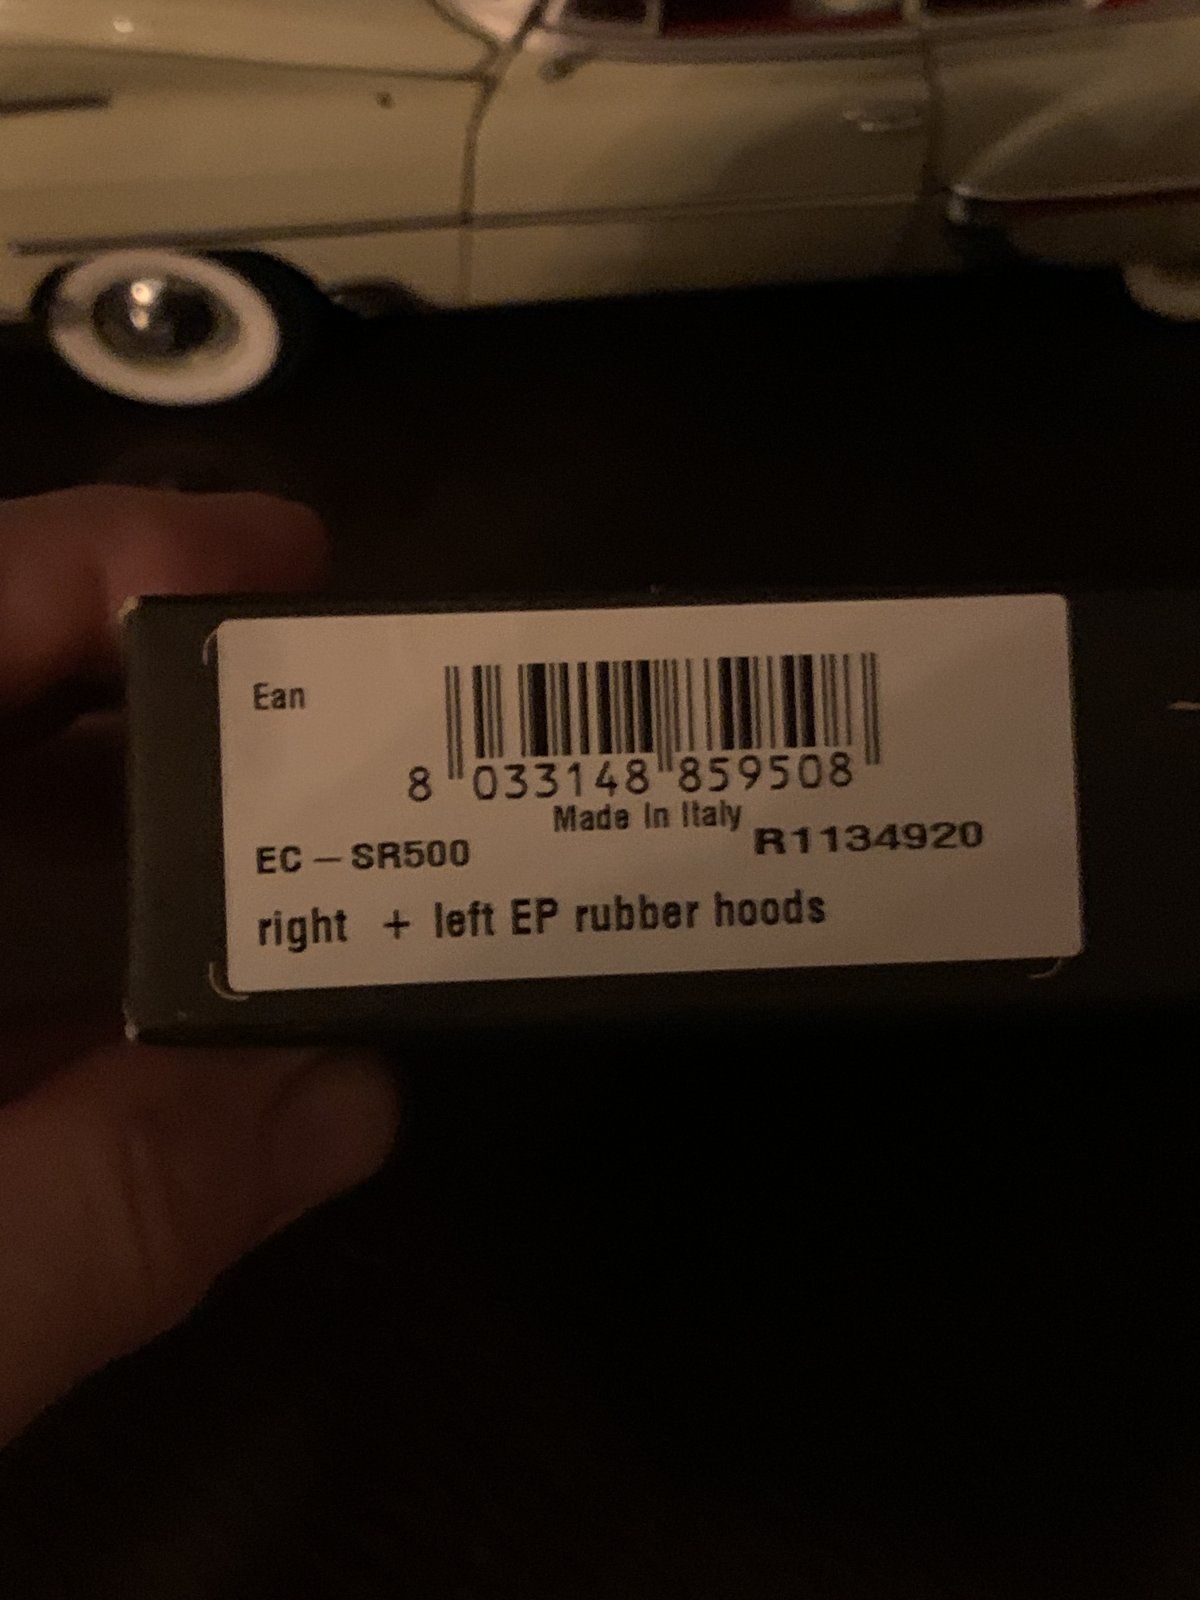 Ean
8 033148 859508
Made In Italy
EC – SR500 R1134920
right + left EP rubber hoods